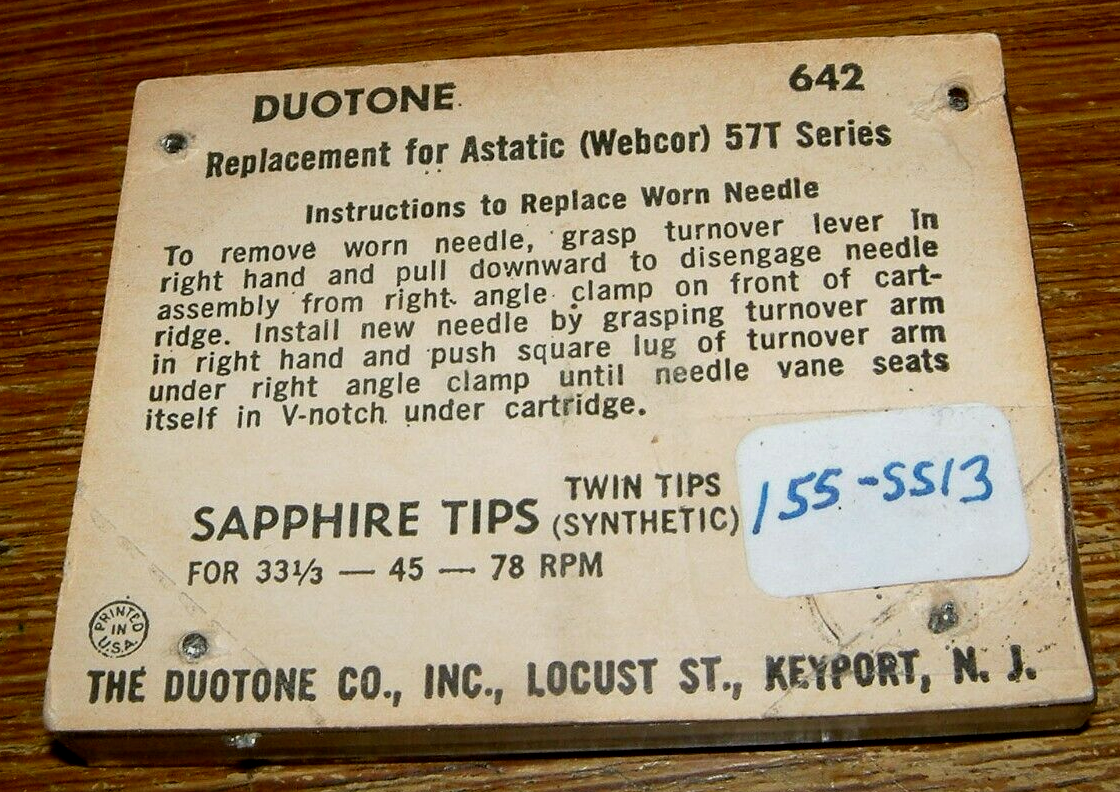 DUOTONE 642
Replacement for Astatic (Webcor) 57T Series
Instructions to Replace Worn Needle
To remove worn needle, grasp turnover lever in
right hand and pull downward to disengage needle
assembly from right angle clamp on front of cart-
ridge. Install new needle by grasping turnover arm
in right hand and push square lug of turnover arm
under right angle clamp until needle vane seats
itself in V-notch under cartridge.
TWIN TIPS
SAPPHIRE TIPS (SYNTHETIC)
155-SS13
FOR 33⅓ — 45 — 78 RPM
PRINTED
IN
U.S.A.
THE DUOTONE CO., INC., LOCUST ST., KEYPORT, N. J.